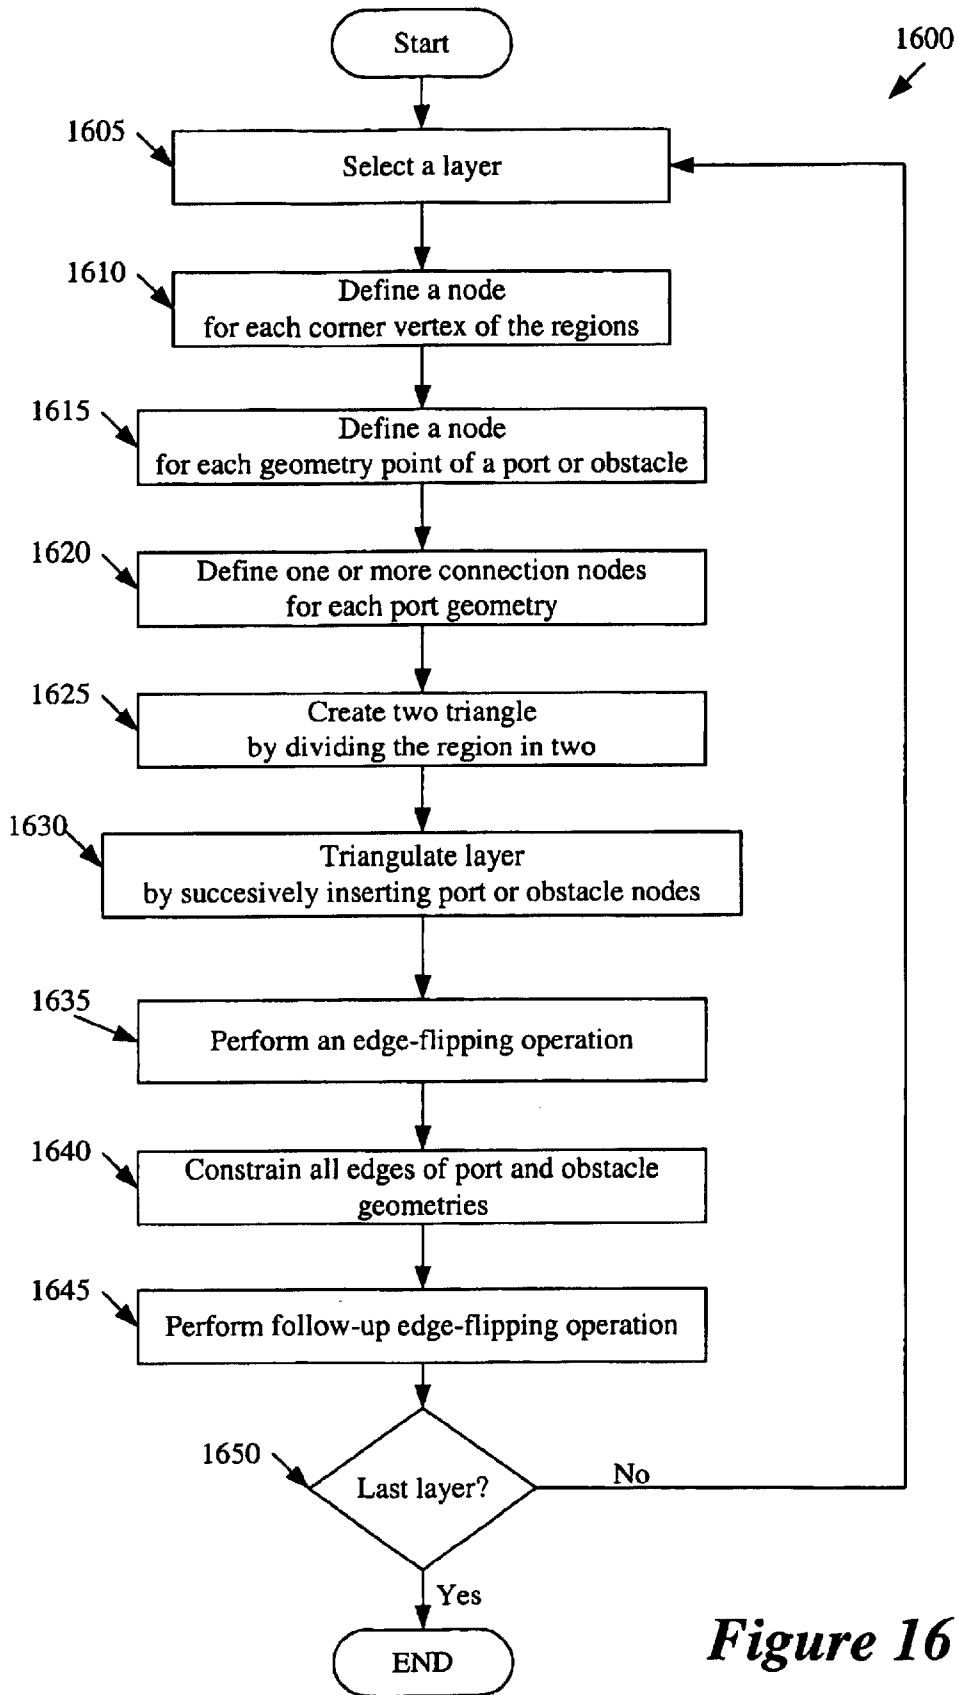 Start
1600
1605
Select a layer
1610
Define a node
for each corner vertex of the regions
1615
Define a node
for each geometry point of a port or obstacle
1620
Define one or more connection nodes
for each port geometry
1625
Create two triangle
by dividing the region in two
1630
Triangulate layer
by succesively inserting port or obstacle nodes
1635
Perform an edge-flipping operation
1640
Constrain all edges of port and obstacle
geometries
1645
Perform follow-up edge-flipping operation
1650
Last layer?
No
Yes
END
Figure 16